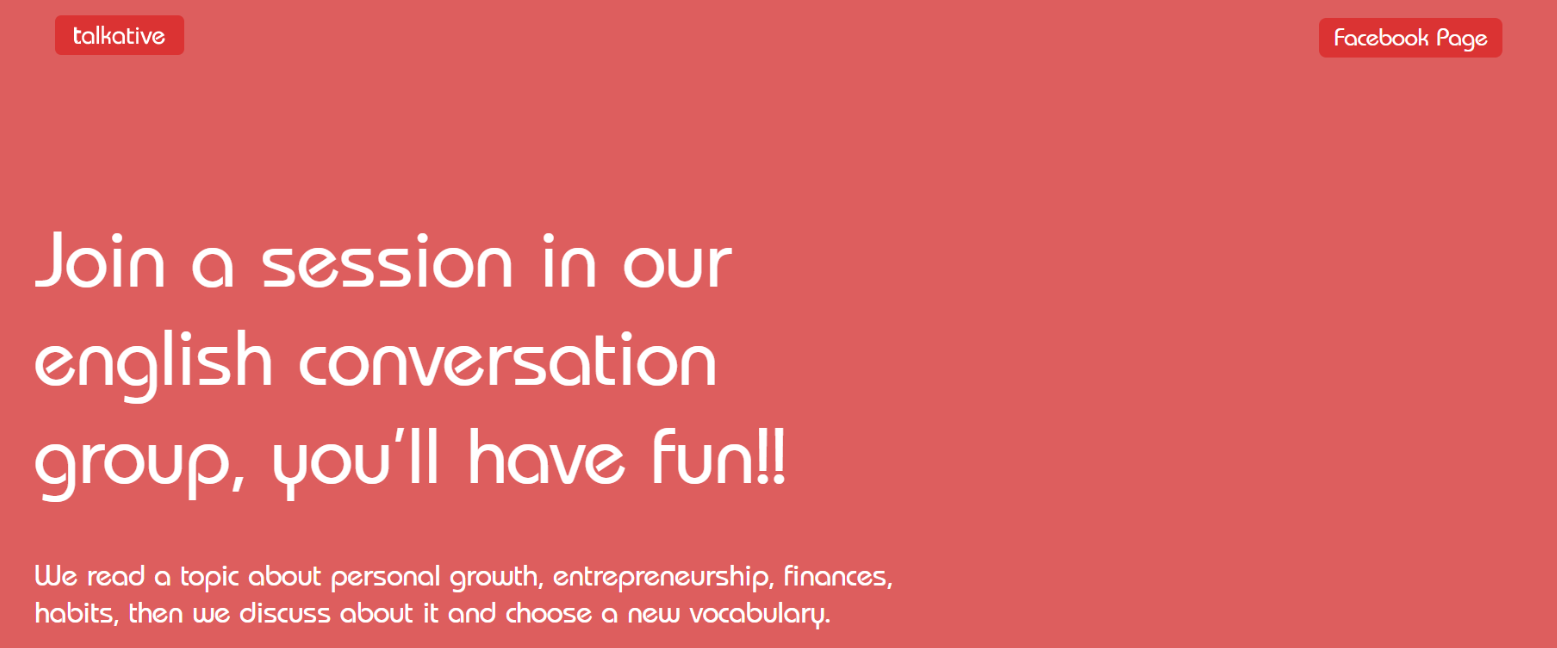 talkative
Facebook Page
Join a session in our
english conversation
group, you'll have fun!!
We read a topic about personal growth, entrepreneurship, finances,
habits, then we discuss about it and choose a new vocabulary.